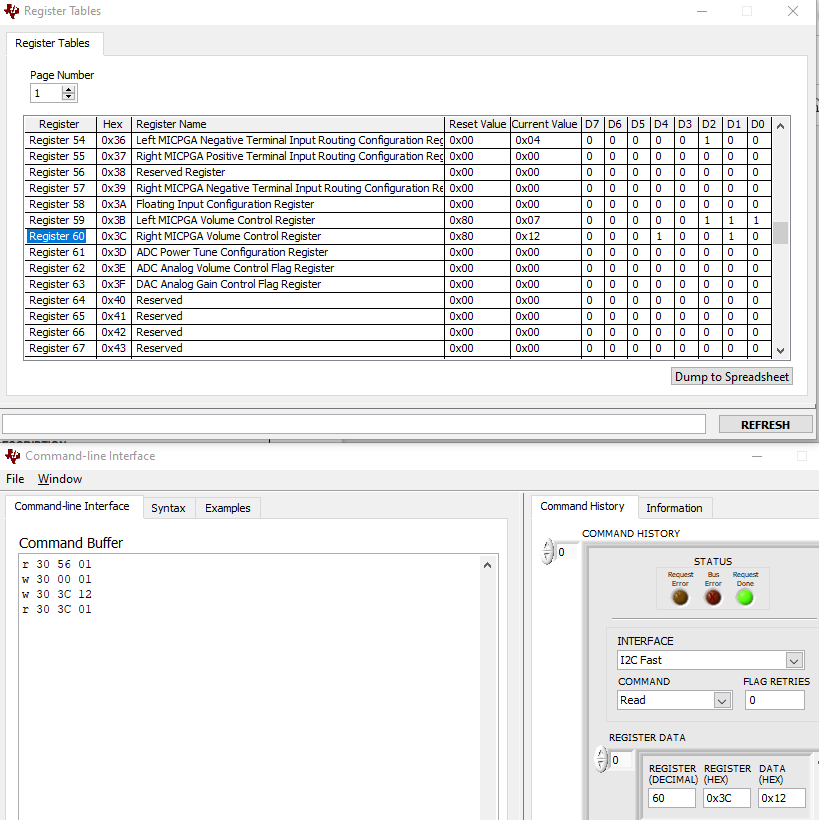 Register Tables
Register Tables
Page Number
1
Register Hex Register Name Reset Value Current Value D7 D6 D5 D4 D3 D2 D1 D0
Register 54 0x36 Left MICPGA Negative Terminal Input Routing Configuration Reg 0x00 0x04 0 0 0 0 0 1 0 0
Register 55 0x37 Right MICPGA Positive Terminal Input Routing Configuration Re 0x00 0x00 0 0 0 0 0 0 0 0
Register 56 0x38 Reserved Register 0x00 0x00 0 0 0 0 0 0 0 0
Register 57 0x39 Right MICPGA Negative Terminal Input Routing Configuration Re 0x00 0x00 0 0 0 0 0 0 0 0
Register 58 0x3A Floating Input Configuration Register 0x00 0x00 0 0 0 0 0 0 0 0
Register 59 0x3B Left MICPGA Volume Control Register 0x80 0x07 0 0 0 0 0 1 1 1
Register 60 0x3C Right MICPGA Volume Control Register 0x80 0x12 0 0 0 1 0 0 1 0
Register 61 0x3D ADC Power Tune Configuration Register 0x00 0x00 0 0 0 0 0 0 0 0
Register 62 0x3E ADC Analog Volume Control Flag Register 0x00 0x00 0 0 0 0 0 0 0 0
Register 63 0x3F DAC Analog Gain Control Flag Register 0x00 0x00 0 0 0 0 0 0 0 0
Register 64 0x40 Reserved 0x00 0x00 0 0 0 0 0 0 0 0
Register 65 0x41 Reserved 0x00 0x00 0 0 0 0 0 0 0 0
Register 66 0x42 Reserved 0x00 0x00 0 0 0 0 0 0 0 0
Register 67 0x43 Reserved 0x00 0x00 0 0 0 0 0 0 0 0
Dump to Spreadsheet
REFRESH
Command-line Interface
File Window
Command-line Interface Syntax Examples
Command Buffer
r 30 56 01
w 30 00 01
w 30 3C 12
r 30 3C 01
Command History Information
COMMAND HISTORY
0
STATUS
Request Error
Bus Error
Request Done
INTERFACE
I2C Fast
COMMAND FLAG RETRIES
Read 0
REGISTER DATA
0
REGISTER REGISTER DATA
(DECIMAL) (HEX) (HEX)
60 0x3C 0x12